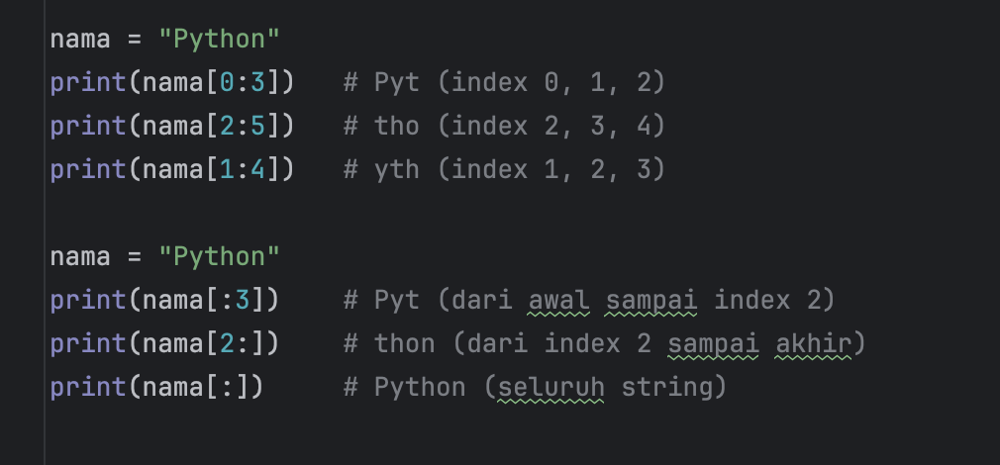 nama = "Python"
print(nama[0:3])   # Pyt (index 0, 1, 2)
print(nama[2:5])   # tho (index 2, 3, 4)
print(nama[1:4])   # yth (index 1, 2, 3)

nama = "Python"
print(nama[:3])    # Pyt (dari awal sampai index 2)
print(nama[2:])    # thon (dari index 2 sampai akhir)
print(nama[:])     # Python (seluruh string)